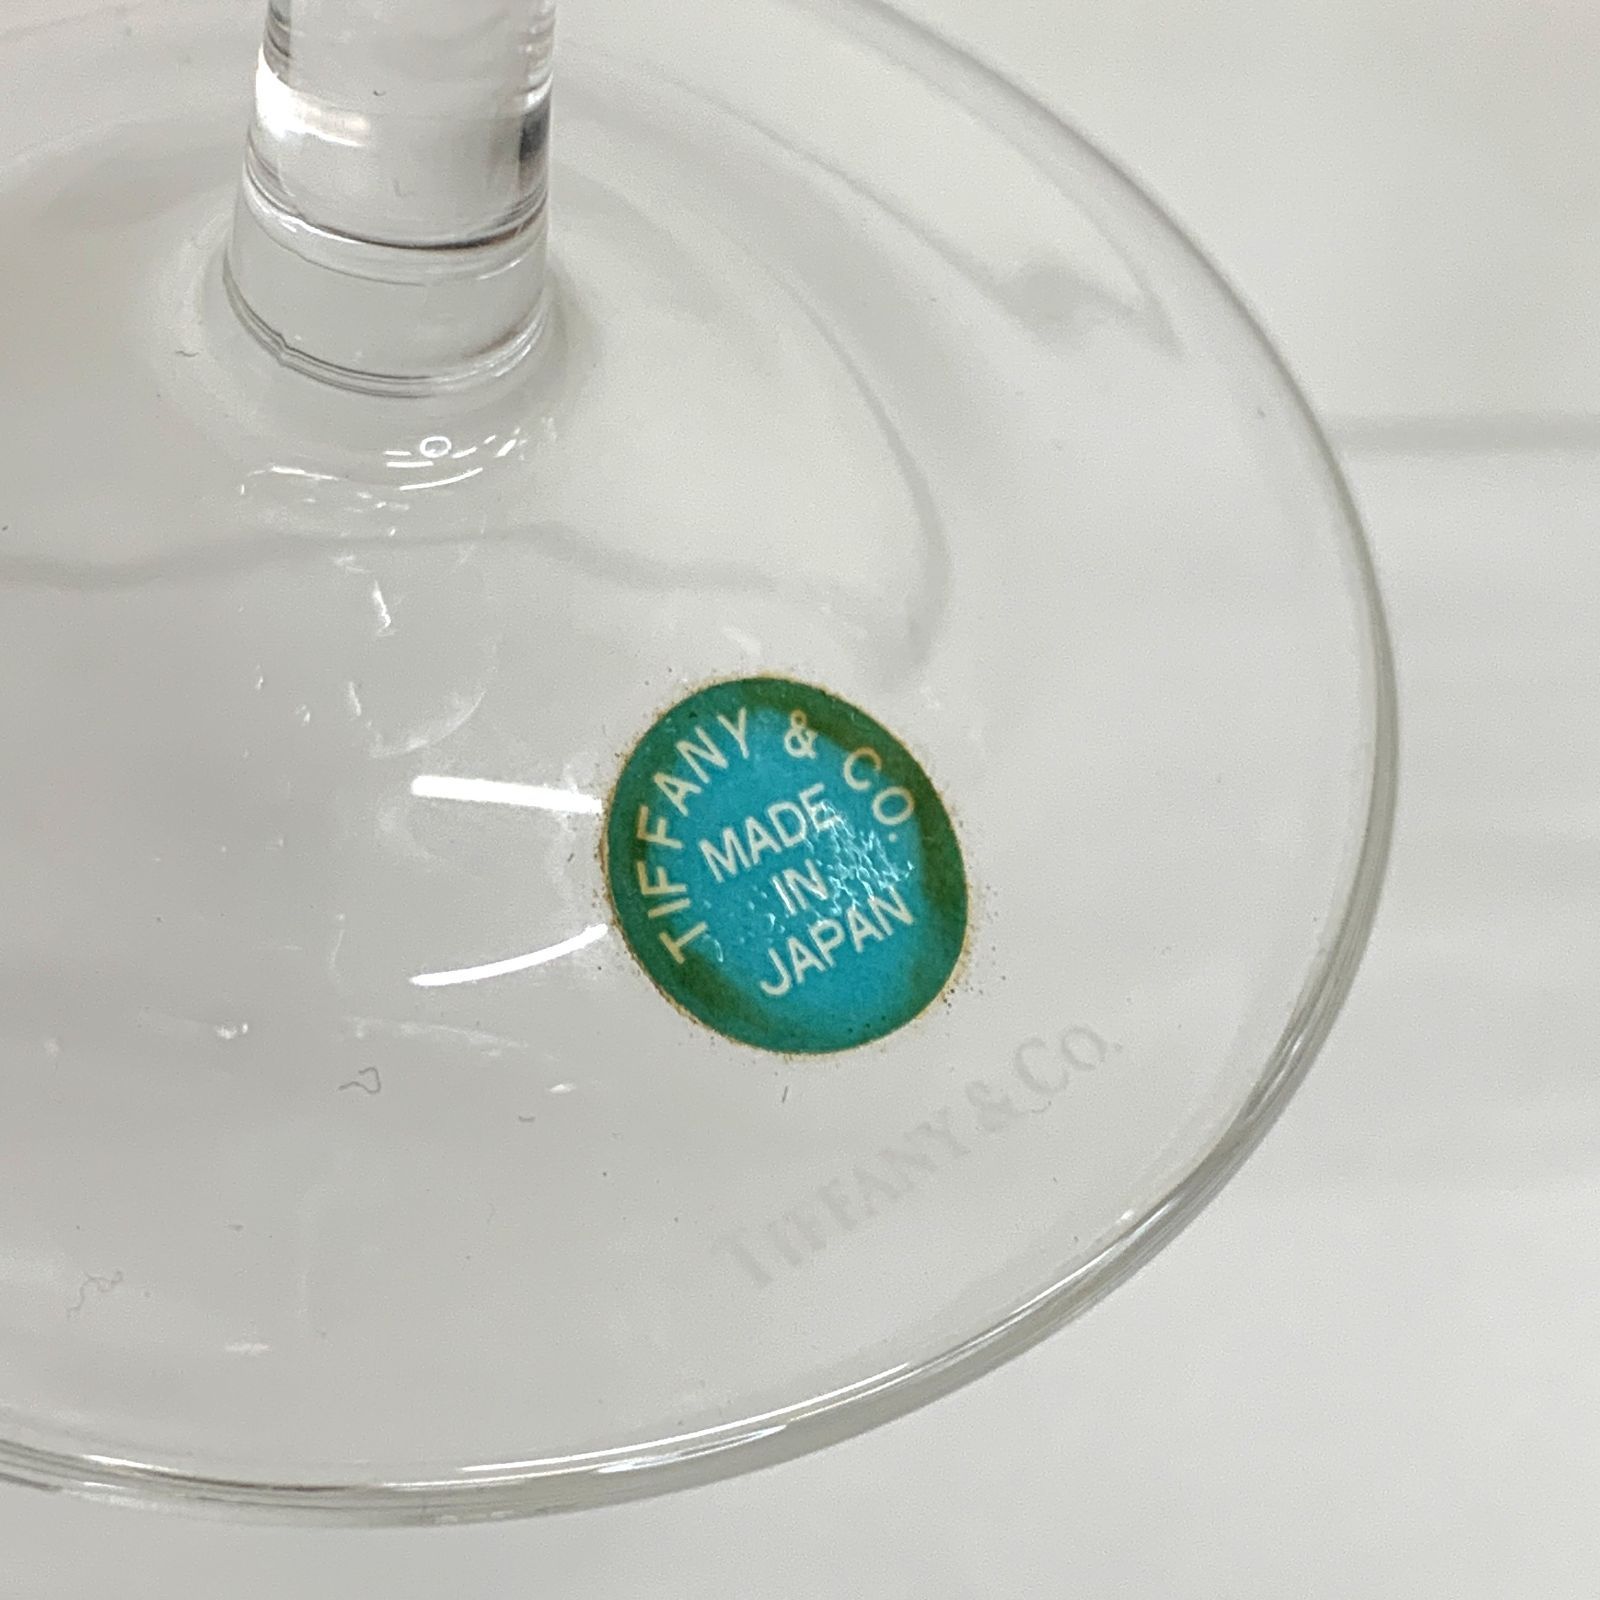 TIFFANY & CO.
MADE
IN
JAPAN
TIFFANY & CO.